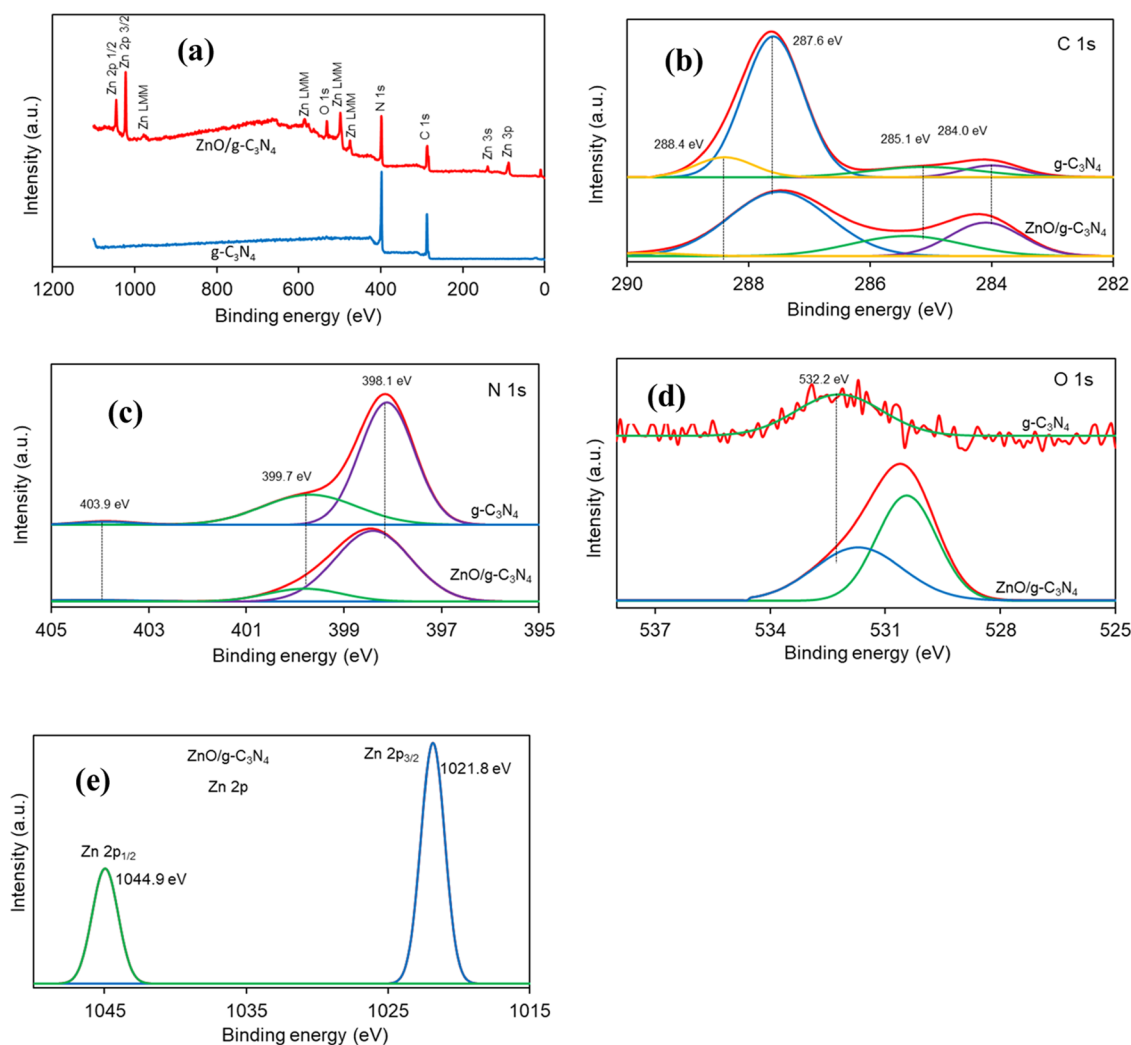 (a)
Zn 2p 1/2
Zn 2p 3/2
Zn LMM
Zn LMM
O 1s
Zn LMM
Zn LMM
N 1s
C 1s
Zn 3s
Zn 3p
ZnO/g-C₃N₄
g-C₃N₄
Intensity (a.u.)
1200 1000 800 600 400 200 0
Binding energy (eV)
(b)
C 1s
287.6 eV
288.4 eV
285.1 eV
284.0 eV
g-C₃N₄
ZnO/g-C₃N₄
Intensity (a.u.)
290 288 286 284 282
Binding energy (eV)
(c)
N 1s
398.1 eV
399.7 eV
403.9 eV
g-C₃N₄
ZnO/g-C₃N₄
Intensity (a.u.)
405 403 401 399 397 395
Binding energy (eV)
(d)
O 1s
532.2 eV
g-C₃N₄
ZnO/g-C₃N₄
Intensity (a.u.)
537 534 531 528 525
Binding energy (eV)
(e)
ZnO/g-C₃N₄
Zn 2p
Zn 2p₃/₂
1021.8 eV
Zn 2p₁/₂
1044.9 eV
Intensity (a.u.)
1045 1035 1025 1015
Binding energy (eV)